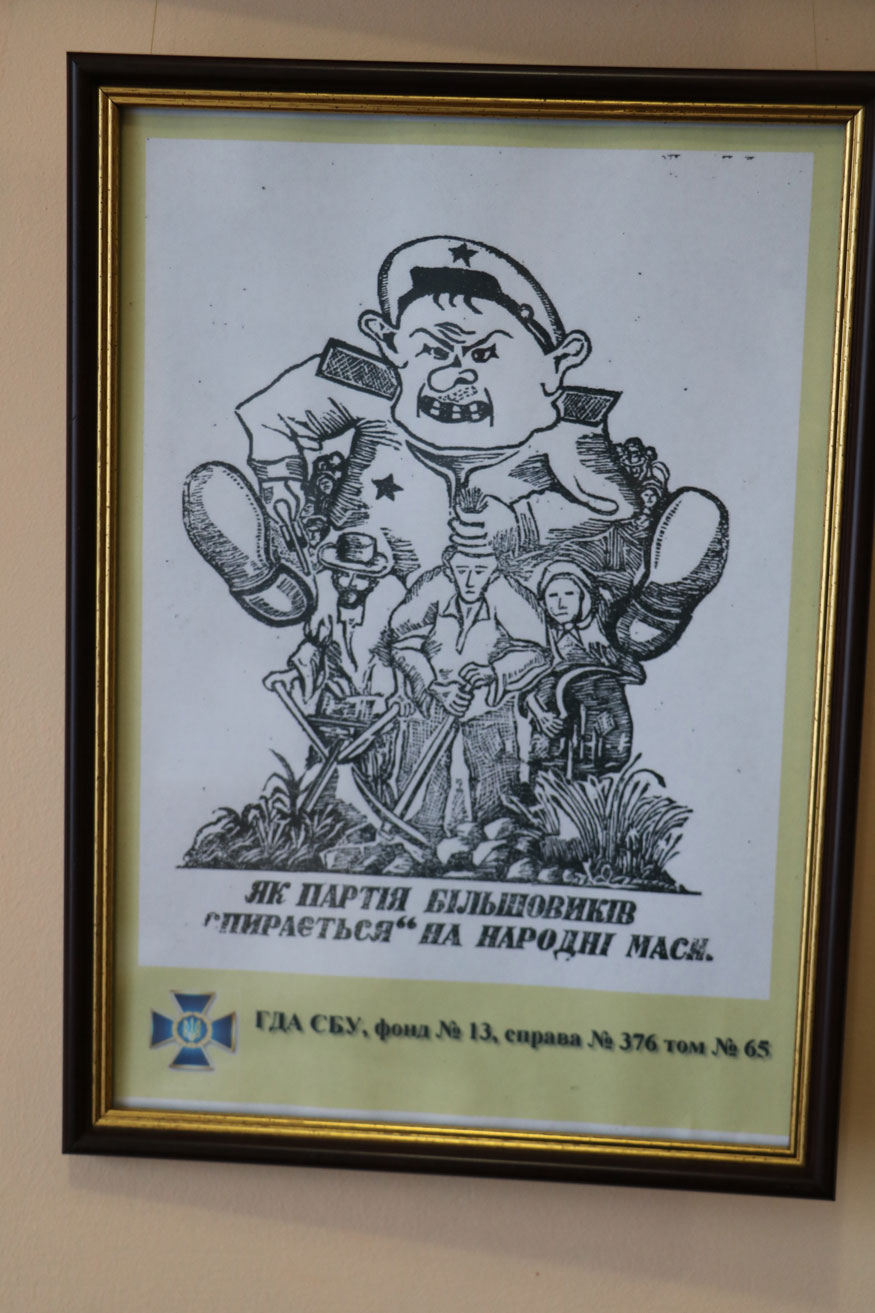 ЯК ПАРТІЯ БІЛЬШОВИКІВ
„СПИРАЄТЬСЯ“ НА НАРОДНІ МАСИ.
ГДА СБУ, фонд № 13, справа № 376 том № 65